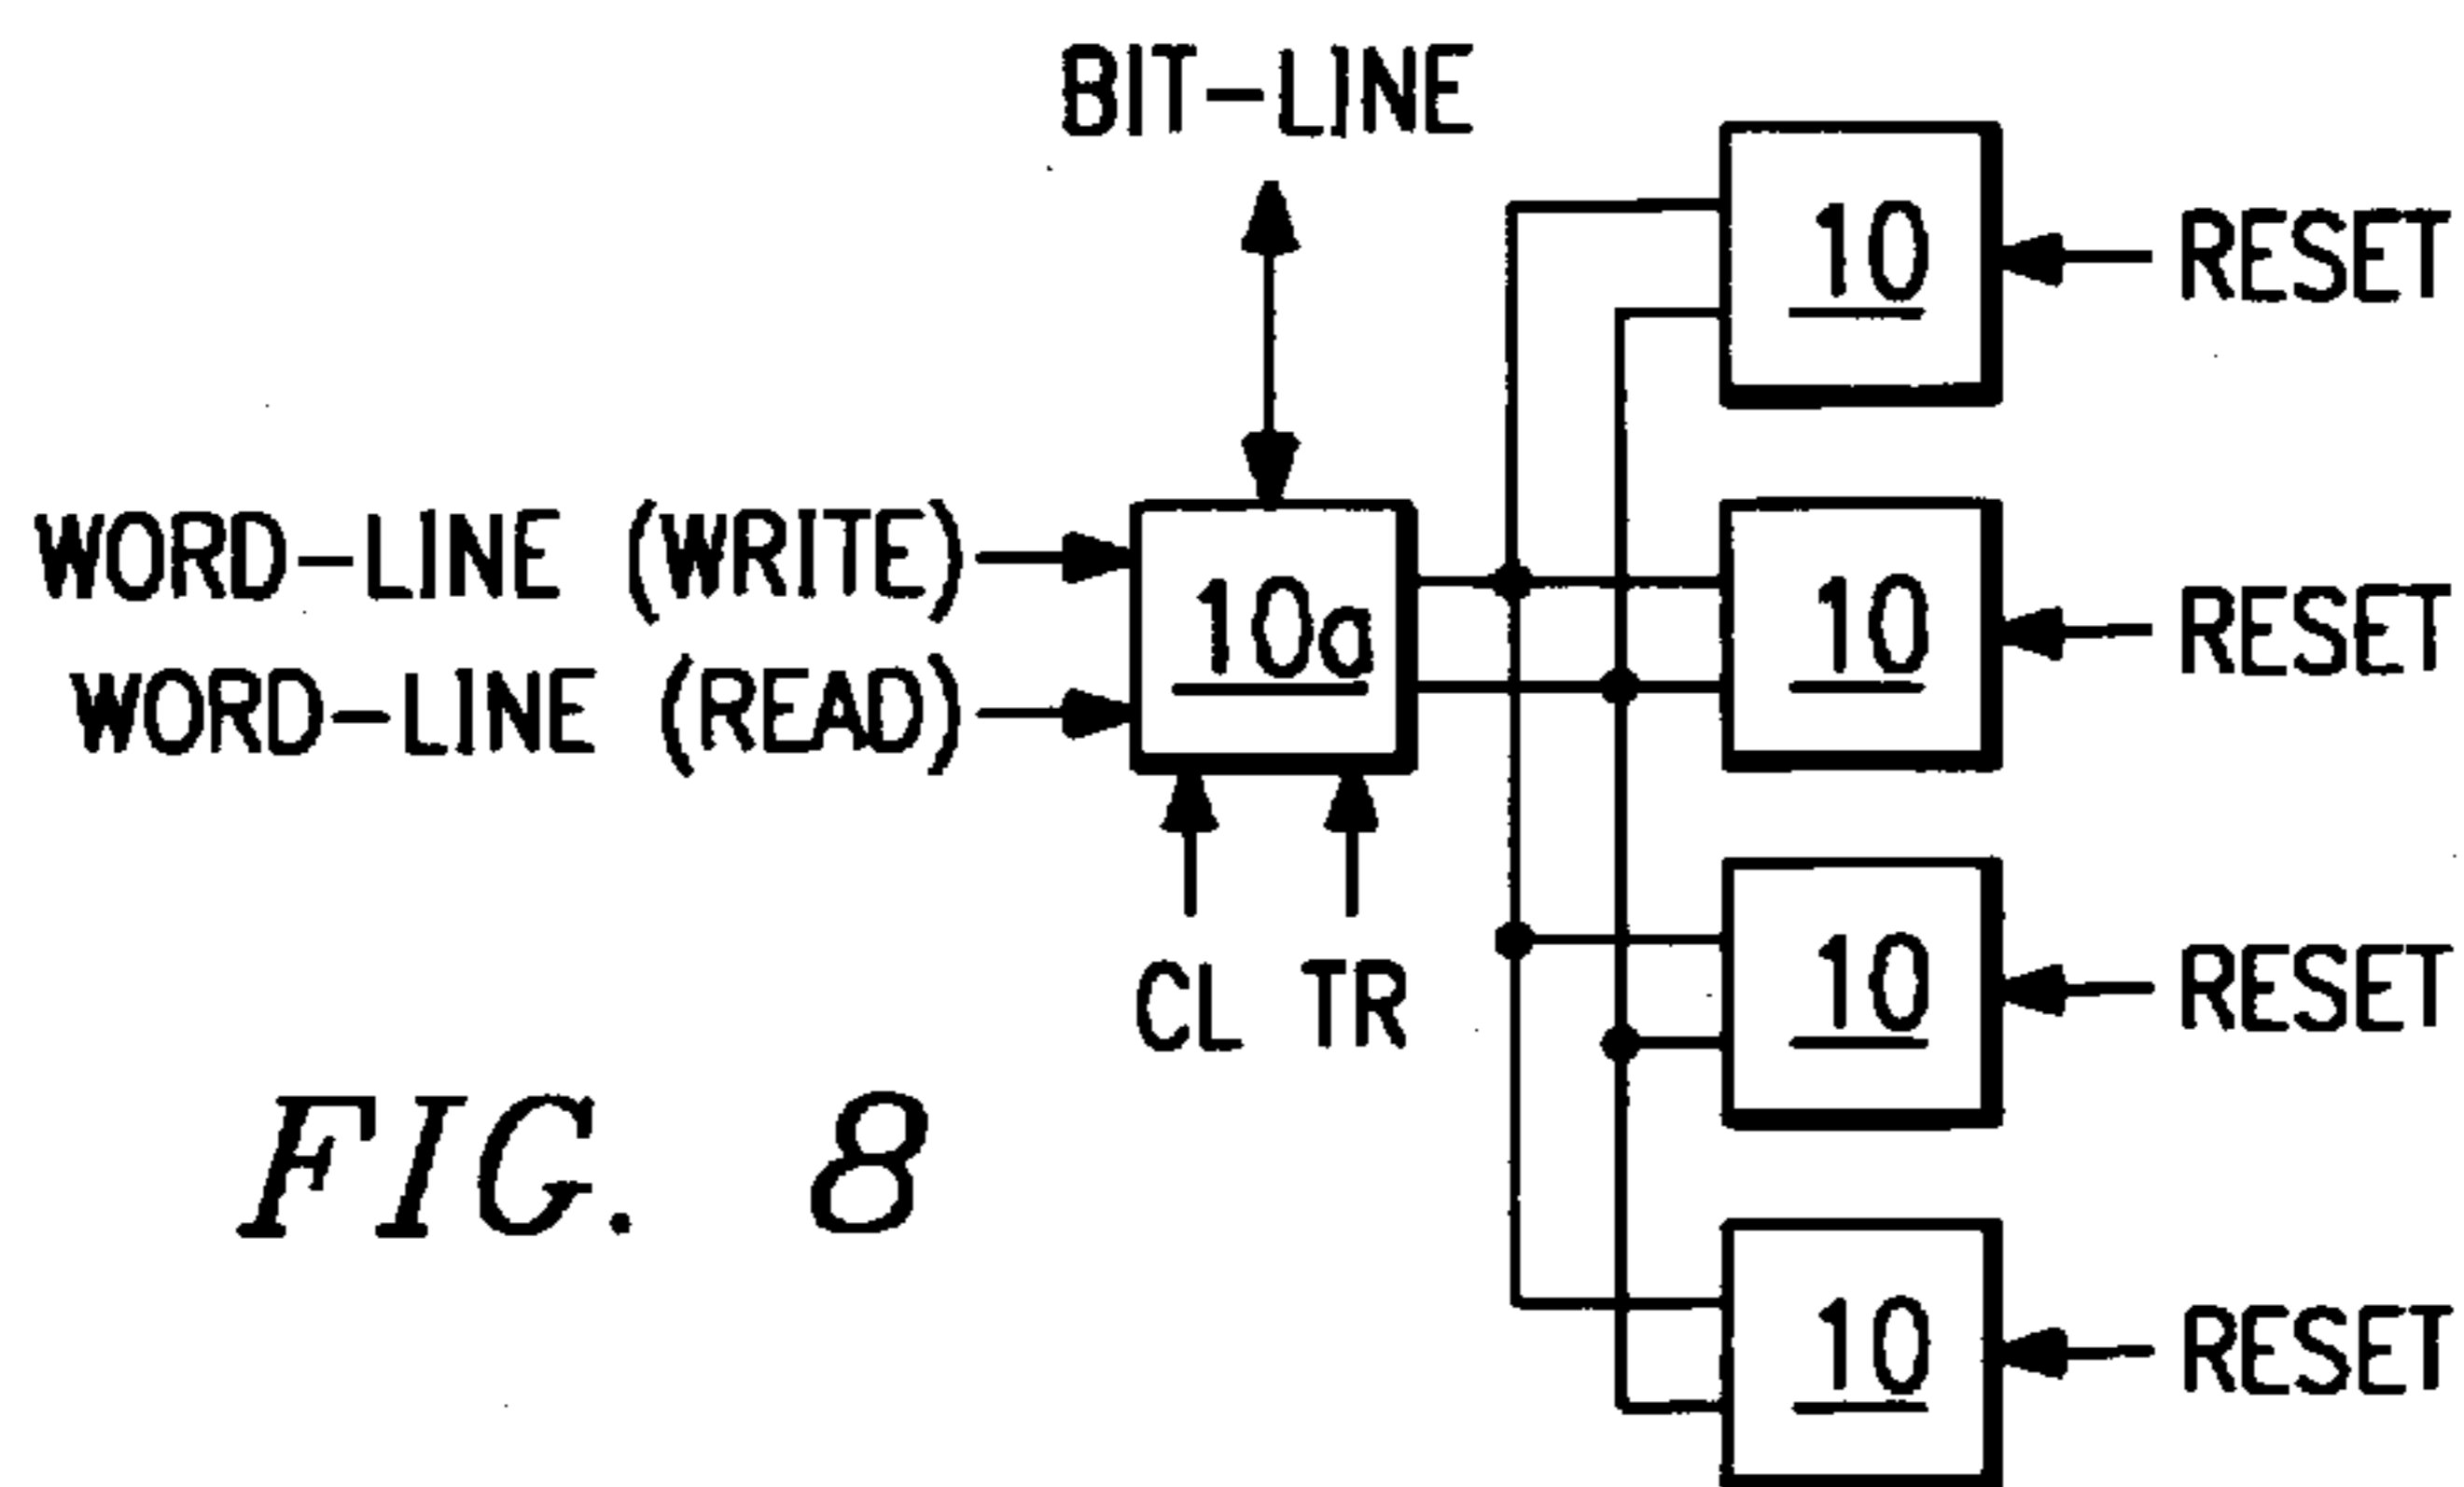 BIT-LINE
10 RESET
WORD-LINE (WRITE)
10a
10 RESET
WORD-LINE (READ)
10 RESET
CL TR
FIG. 8
10 RESET